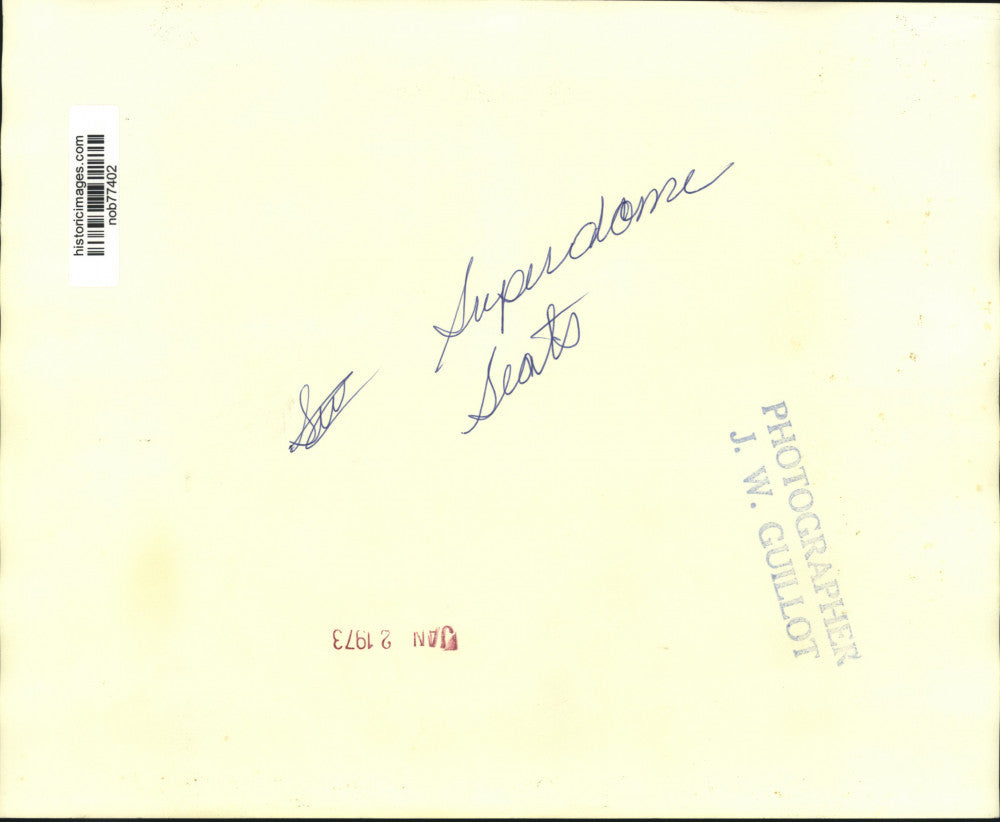 historicimages.com
nob77402
Superdome
Seats
PHOTOGRAPHER
J. W. GUILLOT
JAN 2 1973